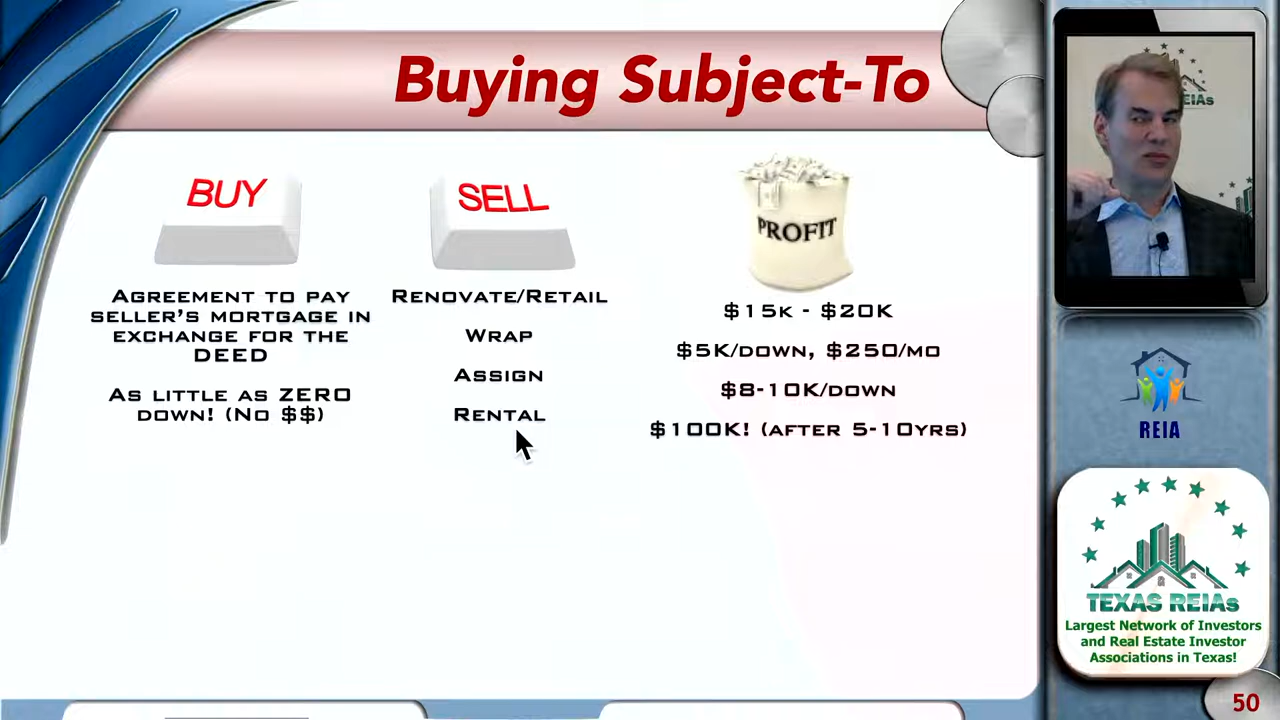 Buying Subject-To
BUY
SELL
PROFIT
Agreement to pay
seller's mortgage in
exchange for the
DEED
As little as ZERO
down! (No $$)
Renovate/Retail
Wrap
Assign
Rental
$15k - $20K
$5K/down, $250/mo
$8-10K/down
$100K! (after 5-10yrs)
EIAs
REIA
TEXAS REIAs
Largest Network of Investors
and Real Estate Investor
Associations in Texas!
50